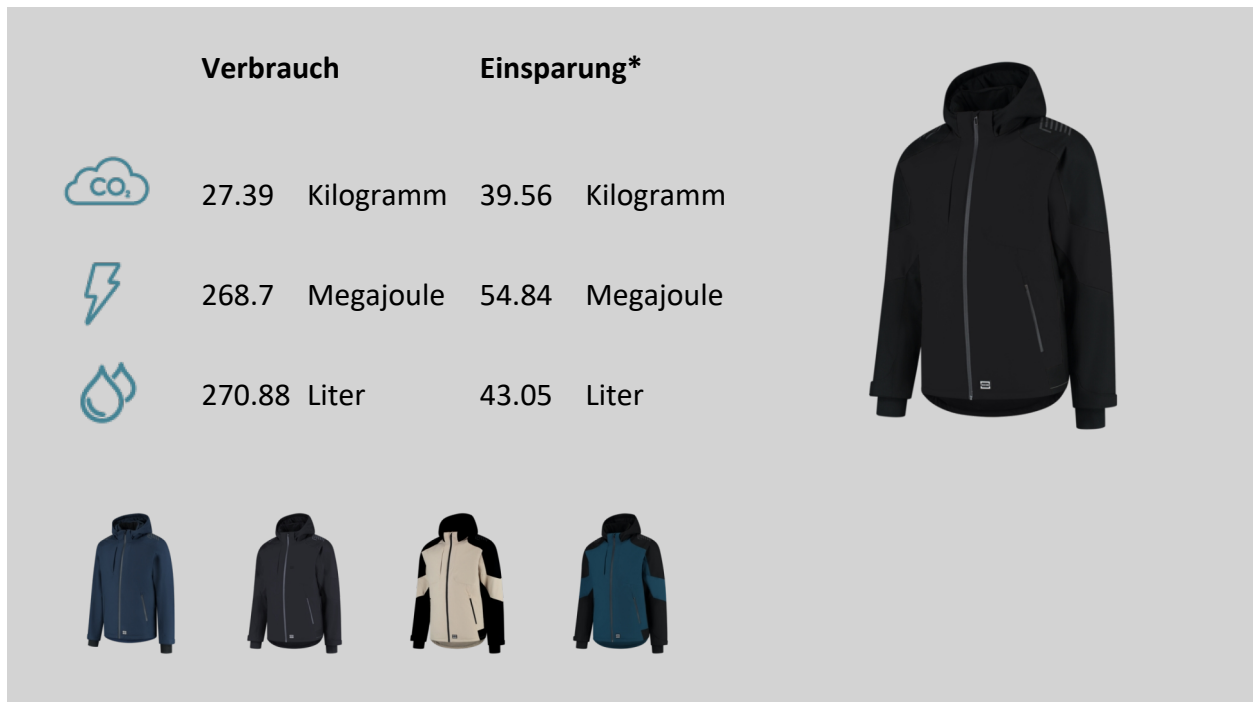 Verbrauch Einsparung*
CO₂ 27.39 Kilogramm 39.56 Kilogramm
268.7 Megajoule 54.84 Megajoule
270.88 Liter 43.05 Liter